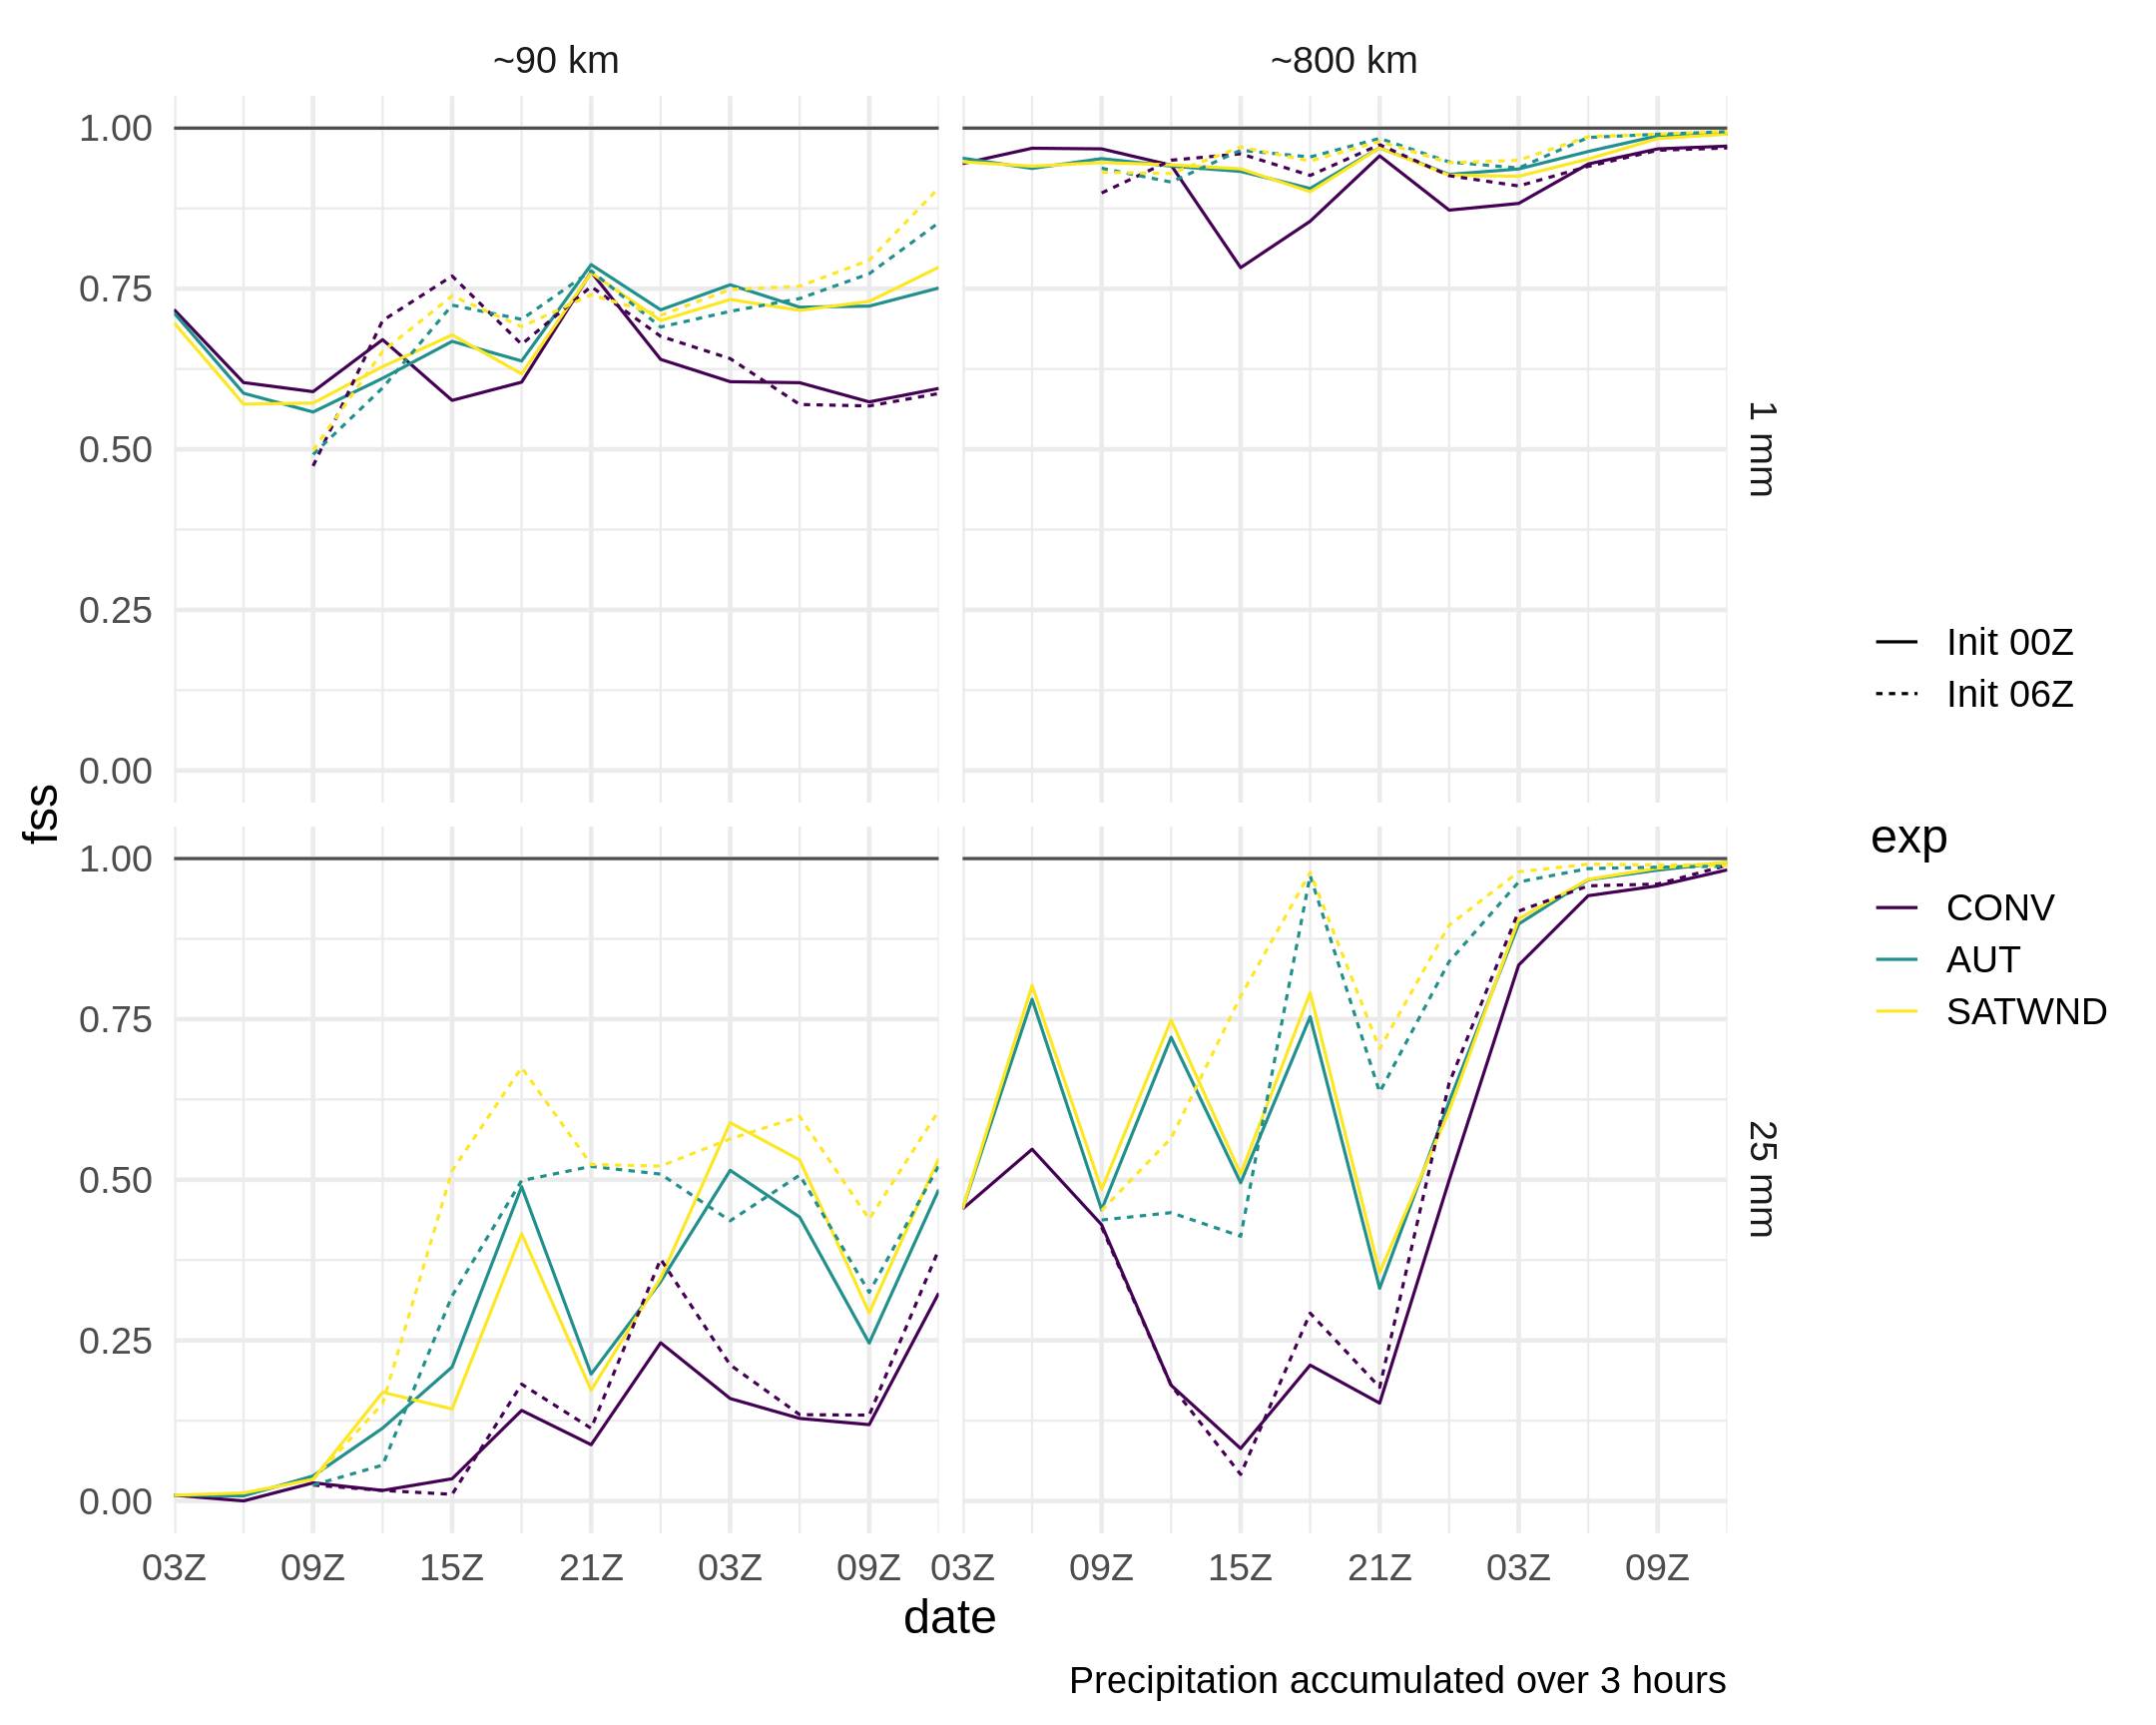 ~90 km
~800 km
1.00
0.75
0.50
0.25
0.00
1 mm
fss
1.00
0.75
0.50
0.25
0.00
25 mm
03Z 09Z 15Z 21Z 03Z 09Z 03Z 09Z 15Z 21Z 03Z 09Z
date
Precipitation accumulated over 3 hours
Init 00Z
Init 06Z
exp
CONV
AUT
SATWND